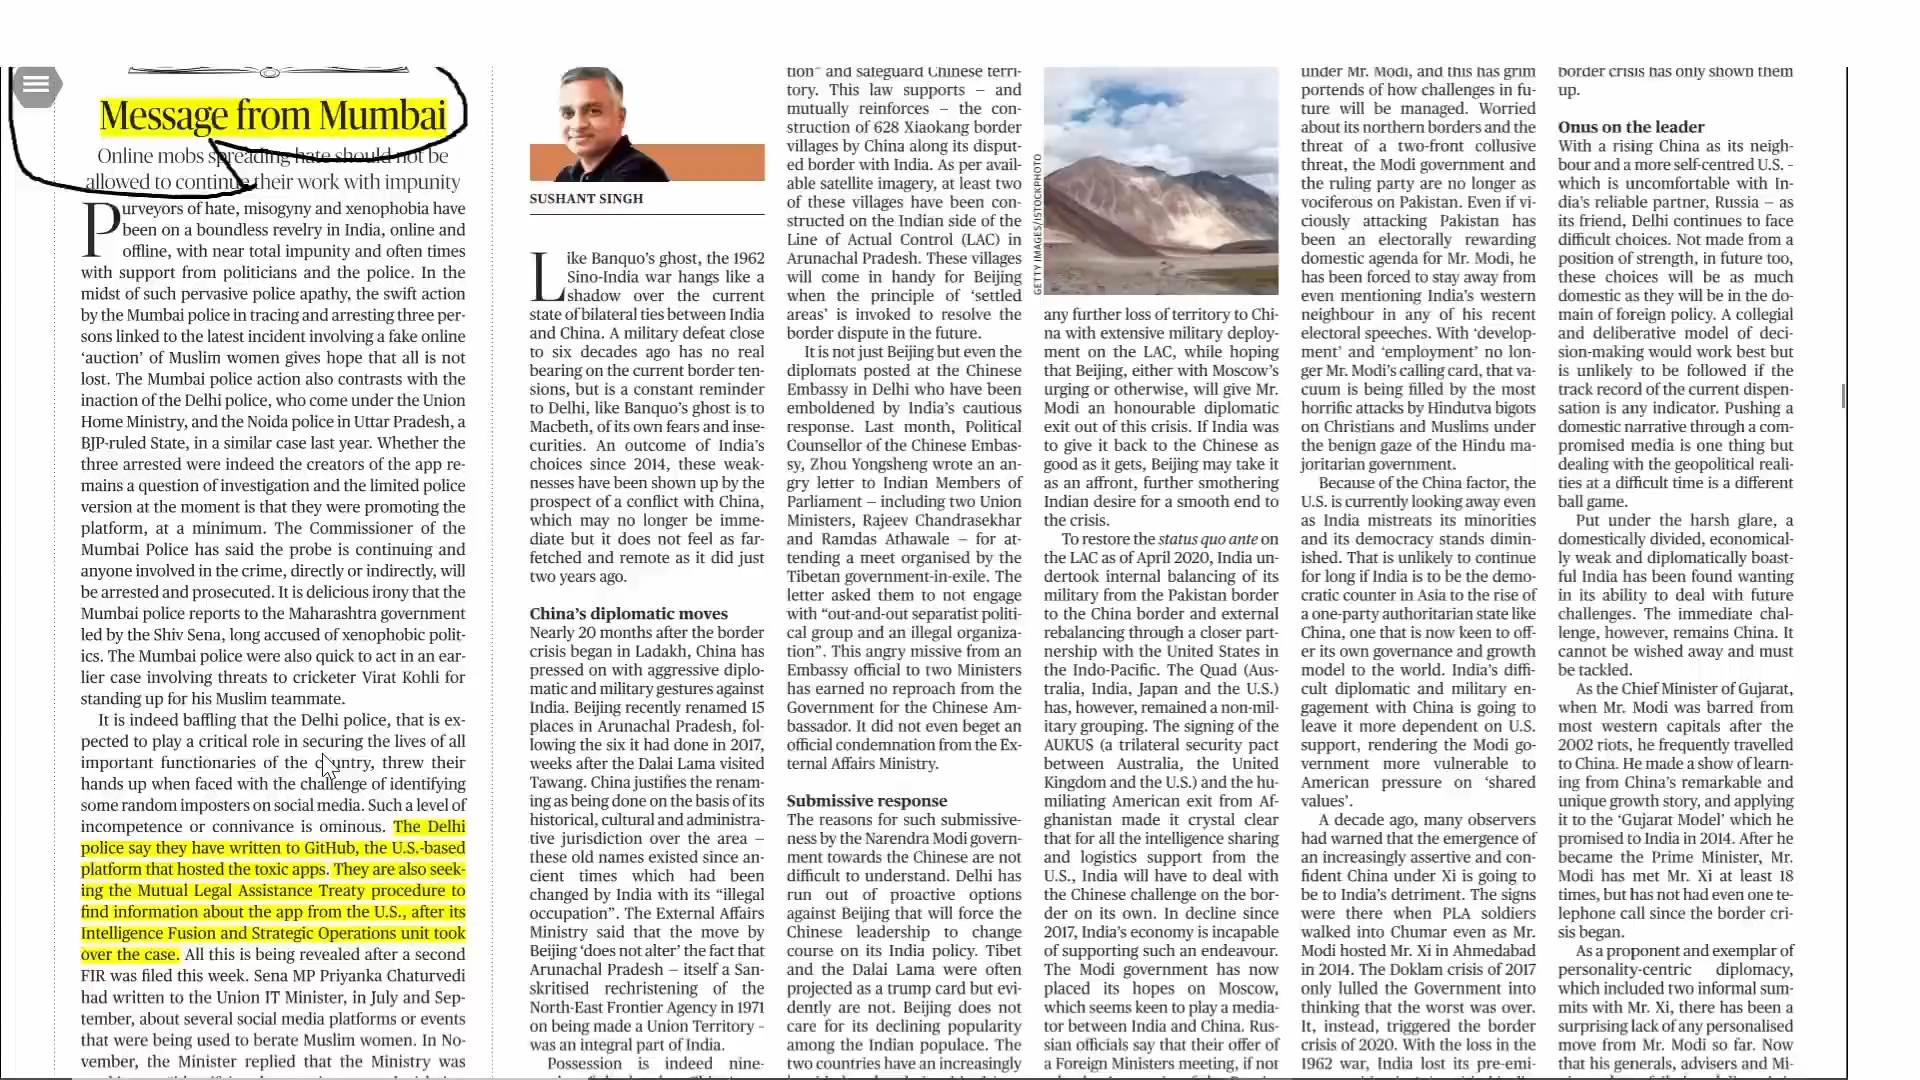 Message from Mumbai
Online mobs spreading hate should not be
allowed to continue their work with impunity
Purveyors of hate, misogyny and xenophobia have
been on a boundless revelry in India, online and
offline, with near total impunity and often times
with support from politicians and the police. In the
midst of such pervasive police apathy, the swift action
by the Mumbai police in tracing and arresting three per-
sons linked to the latest incident involving a fake online
‘auction’ of Muslim women gives hope that all is not
lost. The Mumbai police action also contrasts with the
inaction of the Delhi police, who come under the Union
Home Ministry, and the Noida police in Uttar Pradesh, a
BJP-ruled State, in a similar case last year. Whether the
three arrested were indeed the creators of the app re-
mains a question of investigation and the limited police
version at the moment is that they were promoting the
platform, at a minimum. The Commissioner of the
Mumbai Police has said the probe is continuing and
anyone involved in the crime, directly or indirectly, will
be arrested and prosecuted. It is delicious irony that the
Mumbai police reports to the Maharashtra government
led by the Shiv Sena, long accused of xenophobic polit-
ics. The Mumbai police were also quick to act in an ear-
lier case involving threats to cricketer Virat Kohli for
standing up for his Muslim teammate.
It is indeed baffling that the Delhi police, that is ex-
pected to play a critical role in securing the lives of all
important functionaries of the country, threw their
hands up when faced with the challenge of identifying
some random imposters on social media. Such a level of
incompetence or connivance is ominous. The Delhi
police say they have written to GitHub, the U.S.-based
platform that hosted the toxic apps. They are also seek-
ing the Mutual Legal Assistance Treaty procedure to
find information about the app from the U.S., after its
Intelligence Fusion and Strategic Operations unit took
over the case. All this is being revealed after a second
FIR was filed this week. Sena MP Priyanka Chaturvedi
had written to the Union IT Minister, in July and Sep-
tember, about several social media platforms or events
that were being used to berate Muslim women. In No-
vember, the Minister replied that the Ministry was
SUSHANT SINGH
Like Banquo’s ghost, the 1962
Sino-India war hangs like a
shadow over the current
state of bilateral ties between India
and China. A military defeat close
to six decades ago has no real
bearing on the current border ten-
sions, but is a constant reminder
to Delhi, like Banquo’s ghost is to
Macbeth, of its own fears and inse-
curities. An outcome of India’s
choices since 2014, these weak-
nesses have been shown up by the
prospect of a conflict with China,
which may no longer be imme-
diate but it does not feel as far-
fetched and remote as it did just
two years ago.
China’s diplomatic moves
Nearly 20 months after the border
crisis began in Ladakh, China has
pressed on with aggressive diplo-
matic and military gestures against
India. Beijing recently renamed 15
places in Arunachal Pradesh, fol-
lowing the six it had done in 2017,
weeks after the Dalai Lama visited
Tawang. China justifies the renam-
ing as being done on the basis of its
historical, cultural and administra-
tive jurisdiction over the area –
these old names existed since an-
cient times which had been
changed by India with its “illegal
occupation”. The External Affairs
Ministry said that the move by
Beijing ‘does not alter’ the fact that
Arunachal Pradesh – itself a San-
skritised rechristening of the
North-East Frontier Agency in 1971
on being made a Union Territory -
was an integral part of India.
Possession is indeed nine-
tion” and safeguard Chinese terri-
tory. This law supports – and
mutually reinforces – the con-
struction of 628 Xiaokang border
villages by China along its disput-
ed border with India. As per avail-
able satellite imagery, at least two
of these villages have been con-
structed on the Indian side of the
Line of Actual Control (LAC) in
Arunachal Pradesh. These villages
will come in handy for Beijing
when the principle of ‘settled
areas’ is invoked to resolve the
border dispute in the future.
It is not just Beijing but even the
diplomats posted at the Chinese
Embassy in Delhi who have been
emboldened by India’s cautious
response. Last month, Political
Counsellor of the Chinese Embas-
sy, Zhou Yongsheng wrote an an-
gry letter to Indian Members of
Parliament – including two Union
Ministers, Rajeev Chandrasekhar
and Ramdas Athawale – for at-
tending a meet organised by the
Tibetan government-in-exile. The
letter asked them to not engage
with “out-and-out separatist politi-
cal group and an illegal organiza-
tion”. This angry missive from an
Embassy official to two Ministers
has earned no reproach from the
Government for the Chinese Am-
bassador. It did not even beget an
official condemnation from the Ex-
ternal Affairs Ministry.
Submissive response
The reasons for such submissive-
ness by the Narendra Modi govern-
ment towards the Chinese are not
difficult to understand. Delhi has
run out of proactive options
against Beijing that will force the
Chinese leadership to change
course on its India policy. Tibet
and the Dalai Lama were often
projected as a trump card but evi-
dently are not. Beijing does not
care for its declining popularity
among the Indian populace. The
two countries have an increasingly
GETTY IMAGES/ISTOCKPHOTO
any further loss of territory to Chi-
na with extensive military deploy-
ment on the LAC, while hoping
that Beijing, either with Moscow’s
urging or otherwise, will give Mr.
Modi an honourable diplomatic
exit out of this crisis. If India was
to give it back to the Chinese as
good as it gets, Beijing may take it
as an affront, further smothering
Indian desire for a smooth end to
the crisis.
To restore the status quo ante on
the LAC as of April 2020, India un-
dertook internal balancing of its
military from the Pakistan border
to the China border and external
rebalancing through a closer part-
nership with the United States in
the Indo-Pacific. The Quad (Aus-
tralia, India, Japan and the U.S.)
has, however, remained a non-mil-
itary grouping. The signing of the
AUKUS (a trilateral security pact
between Australia, the United
Kingdom and the U.S.) and the hu-
miliating American exit from Af-
ghanistan made it crystal clear
that for all the intelligence sharing
and logistics support from the
U.S., India will have to deal with
the Chinese challenge on the bor-
der on its own. In decline since
2017, India’s economy is incapable
of supporting such an endeavour.
The Modi government has now
placed its hopes on Moscow,
which seems keen to play a media-
tor between India and China. Rus-
sian officials say that their offer of
a Foreign Ministers meeting, if not
under Mr. Modi, and this has grim
portends of how challenges in fu-
ture will be managed. Worried
about its northern borders and the
threat of a two-front collusive
threat, the Modi government and
the ruling party are no longer as
vociferous on Pakistan. Even if vi-
ciously attacking Pakistan has
been an electorally rewarding
domestic agenda for Mr. Modi, he
has been forced to stay away from
even mentioning India’s western
neighbour in any of his recent
electoral speeches. With ‘develop-
ment’ and ‘employment’ no lon-
ger Mr. Modi’s calling card, that va-
cuum is being filled by the most
horrific attacks by Hindutva bigots
on Christians and Muslims under
the benign gaze of the Hindu ma-
joritarian government.
Because of the China factor, the
U.S. is currently looking away even
as India mistreats its minorities
and its democracy stands dimin-
ished. That is unlikely to continue
for long if India is to be the demo-
cratic counter in Asia to the rise of
a one-party authoritarian state like
China, one that is now keen to off-
er its own governance and growth
model to the world. India’s diffi-
cult diplomatic and military en-
gagement with China is going to
leave it more dependent on U.S.
support, rendering the Modi go-
vernment more vulnerable to
American pressure on ‘shared
values’.
A decade ago, many observers
had warned that the emergence of
an increasingly assertive and con-
fident China under Xi is going to
be to India’s detriment. The signs
were there when PLA soldiers
walked into Chumar even as Mr.
Modi hosted Mr. Xi in Ahmedabad
in 2014. The Doklam crisis of 2017
only lulled the Government into
thinking that the worst was over.
It, instead, triggered the border
crisis of 2020. With the loss in the
1962 war, India lost its pre-emi-
border crisis has only shown them
up.
Onus on the leader
With a rising China as its neigh-
bour and a more self-centred U.S. -
which is uncomfortable with In-
dia’s reliable partner, Russia – as
its friend, Delhi continues to face
difficult choices. Not made from a
position of strength, in future too,
these choices will be as much
domestic as they will be in the do-
main of foreign policy. A collegial
and deliberative model of deci-
sion-making would work best but
is unlikely to be followed if the
track record of the current dispen-
sation is any indicator. Pushing a
domestic narrative through a com-
promised media is one thing but
dealing with the geopolitical reali-
ties at a difficult time is a different
ball game.
Put under the harsh glare, a
domestically divided, economical-
ly weak and diplomatically boast-
ful India has been found wanting
in its ability to deal with future
challenges. The immediate chal-
lenge, however, remains China. It
cannot be wished away and must
be tackled.
As the Chief Minister of Gujarat,
when Mr. Modi was barred from
most western capitals after the
2002 riots, he frequently travelled
to China. He made a show of learn-
ing from China’s remarkable and
unique growth story, and applying
it to the ‘Gujarat Model’ which he
promised to India in 2014. After he
became the Prime Minister, Mr.
Modi has met Mr. Xi at least 18
times, but has not had even one te-
lephone call since the border cri-
sis began.
As a proponent and exemplar of
personality-centric diplomacy,
which included two informal sum-
mits with Mr. Xi, there has been a
surprising lack of any personalised
move from Mr. Modi so far. Now
that his generals, advisers and Mi-